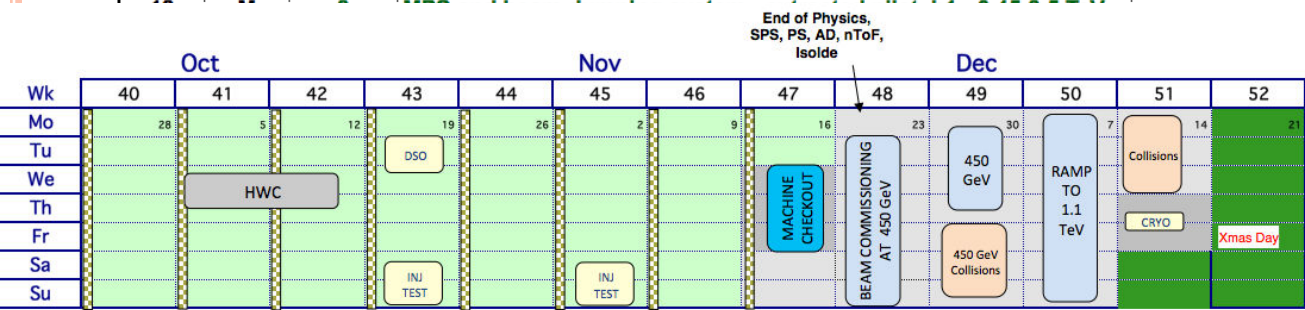 End of Physics,
SPS, PS, AD, nToF,
Isolde
Oct Nov Dec
Wk 40 41 42 43 44 45 46 47 48 49 50 51 52
Mo 28 5 12 19 26 2 9 16 23 30 7 14 21
Tu
We
Th
Fr
Sa
Su
HWC
DSO
INJ
TEST
INJ
TEST
MACHINE
CHECKOUT
BEAM COMMISSIONING
AT 450 GeV
450
GeV
450 GeV
Collisions
RAMP
TO
1.1
TeV
Collisions
CRYO
Xmas Day